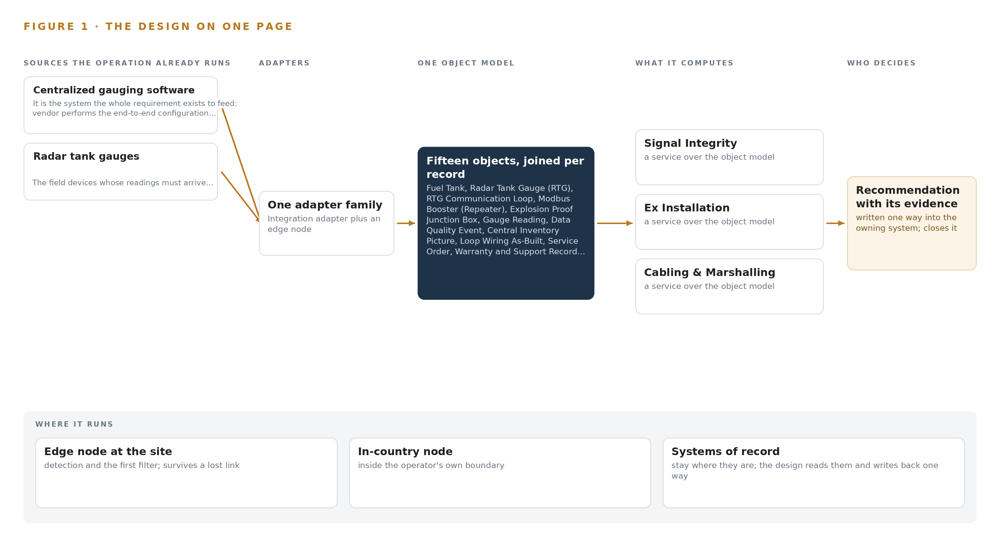 FIGURE 1 · THE DESIGN ON ONE PAGE
SOURCES THE OPERATION ALREADY RUNS
ADAPTERS
ONE OBJECT MODEL
WHAT IT COMPUTES
WHO DECIDES
Centralized gauging software
It is the system the whole requirement exists to feed:
vendor performs the end-to-end configuration…
Radar tank gauges
The field devices whose readings must arrive…
One adapter family
Integration adapter plus an
edge node
Fifteen objects, joined per
record
Fuel Tank, Radar Tank Gauge (RTG),
RTG Communication Loop, Modbus
Booster (Repeater), Explosion Proof
Junction Box, Gauge Reading, Data
Quality Event, Central Inventory
Picture, Loop Wiring As-Built, Service
Order, Warranty and Support Record…
Signal Integrity
a service over the object model
Ex Installation
a service over the object model
Cabling & Marshalling
a service over the object model
Recommendation
with its evidence
written one way into the
owning system; closes it
WHERE IT RUNS
Edge node at the site
detection and the first filter; survives a lost link
In-country node
inside the operator's own boundary
Systems of record
stay where they are; the design reads them and writes back one
way